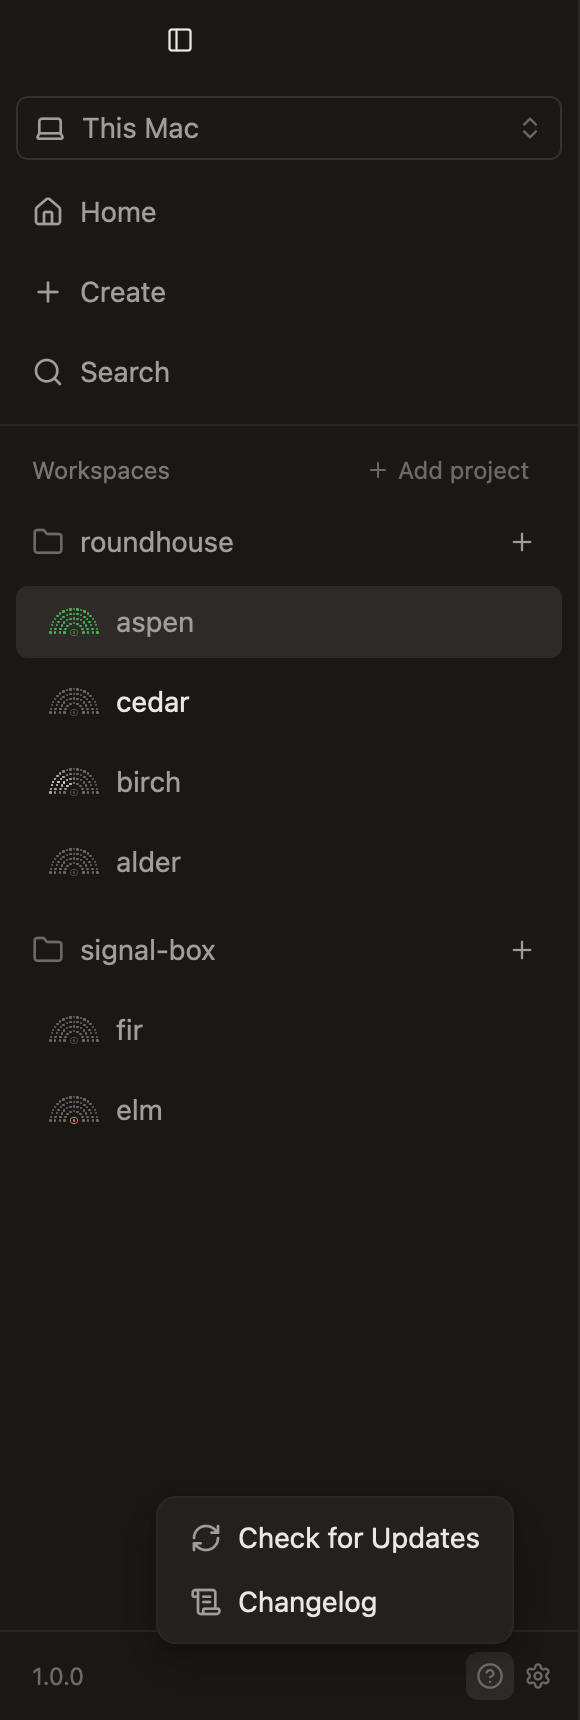 This Mac
Home
Create
Search
Workspaces
Add project
roundhouse
aspen
cedar
birch
alder
signal-box
fir
elm
Check for Updates
Changelog
1.0.0